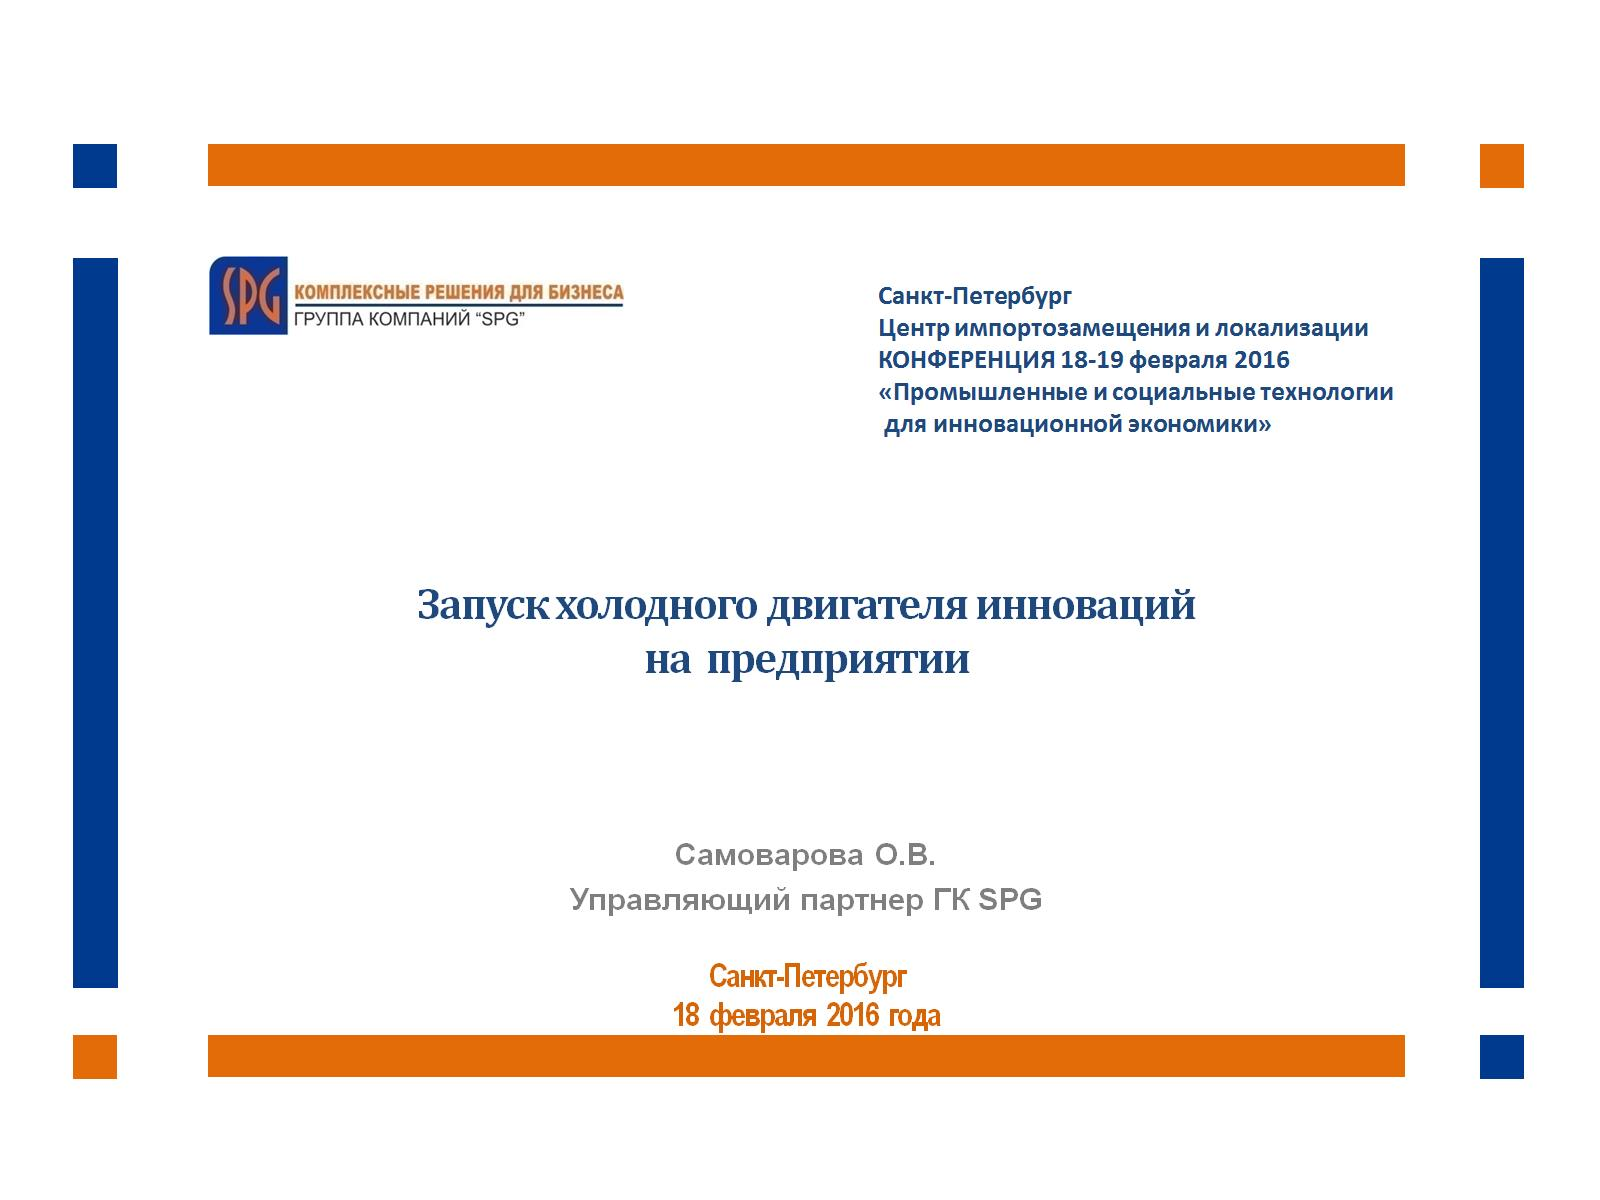 SPG
КОМПЛЕКСНЫЕ РЕШЕНИЯ ДЛЯ БИЗНЕСА
ГРУППА КОМПАНИЙ “SPG”
Санкт-Петербург
Центр импортозамещения и локализации
КОНФЕРЕНЦИЯ 18-19 февраля 2016
«Промышленные и социальные технологии
для инновационной экономики»
Запуск холодного двигателя инноваций
на предприятии
Самоварова О.В.
Управляющий партнер ГК SPG
Санкт-Петербург
18 февраля 2016 года